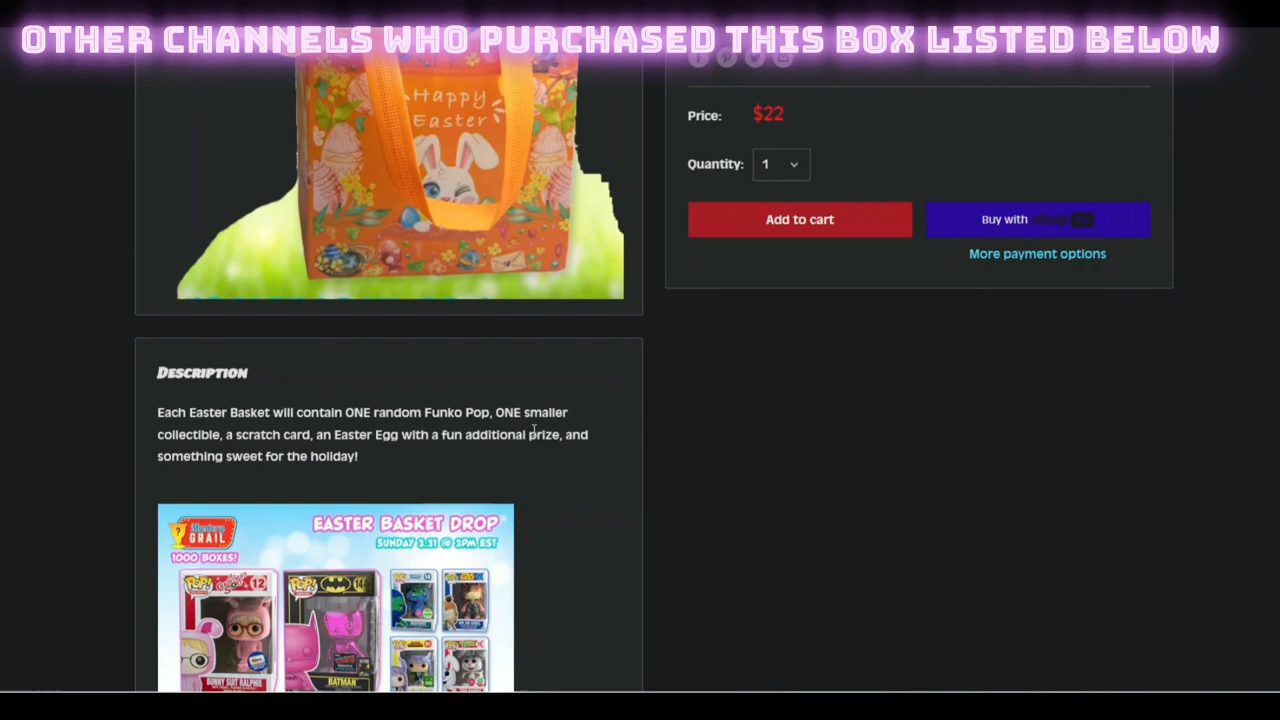 OTHER CHANNELS WHO PURCHASED THIS BOX LISTED BELOW
Happy
Easter
Price: $22
Quantity: 1
Add to cart
Buy with shop Pay
More payment options
DESCRIPTION
Each Easter Basket will contain ONE random Funko Pop, ONE smaller
collectible, a scratch card, an Easter Egg with a fun additional prize, and
something sweet for the holiday!
Mystery
GRAIL
EASTER BASKET DROP
SUNDAY 3.31 @ 3PM EST
1000 BOXES!
POP! 12
POP!
BUNNY SUIT RALPHIE
BATMAN